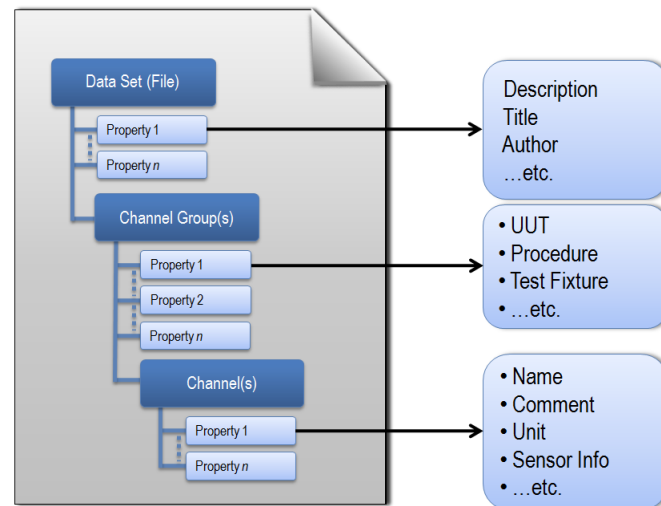 Data Set (File)
Property 1
Property n
Channel Group(s)
Property 1
Property 2
Property n
Channel(s)
Property 1
Property n
Description
Title
Author
...etc.
• UUT
• Procedure
• Test Fixture
• ...etc.
• Name
• Comment
• Unit
• Sensor Info
• ...etc.